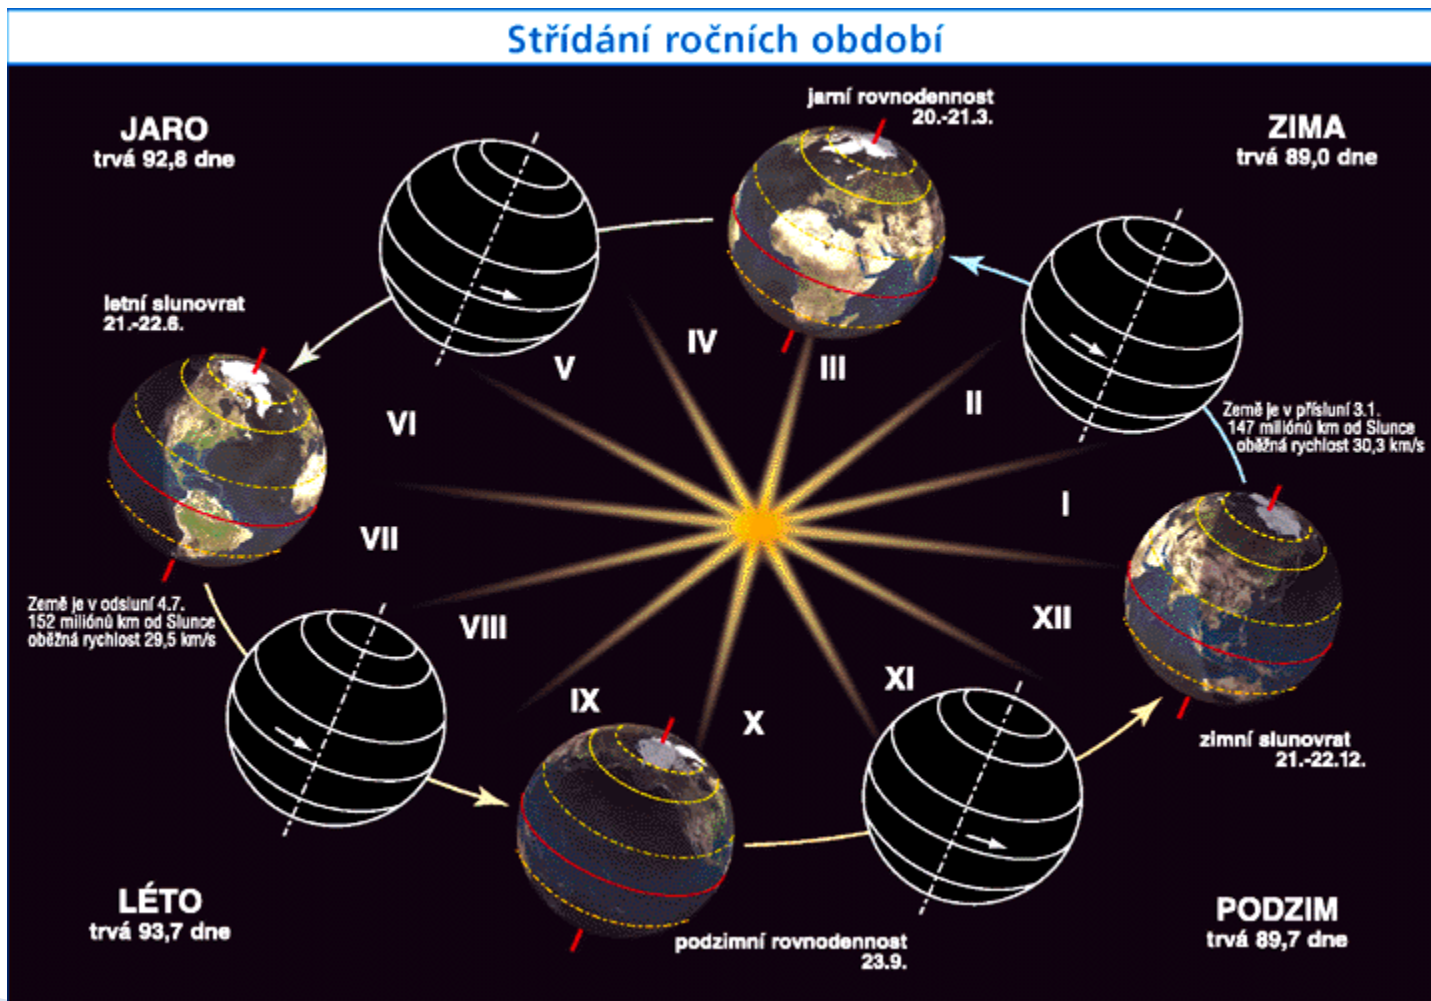 Střídání ročních období
jarní rovnodennost
20.-21.3.
JARO
trvá 92,8 dne
ZIMA
trvá 89,0 dne
letní slunovrat
21.-22.6.
IV
III
V
II
VI
Země je v přísluní 3.1.
147 miliónů km od Slunce
oběžná rychlost 30,3 km/s
I
VII
Země je v odsluní 4.7.
152 miliónů km od Slunce
oběžná rychlost 29,5 km/s
VIII
XII
IX
X
XI
zimní slunovrat
21.-22.12.
LÉTO
trvá 93,7 dne
podzimní rovnodennost
23.9.
PODZIM
trvá 89,7 dne